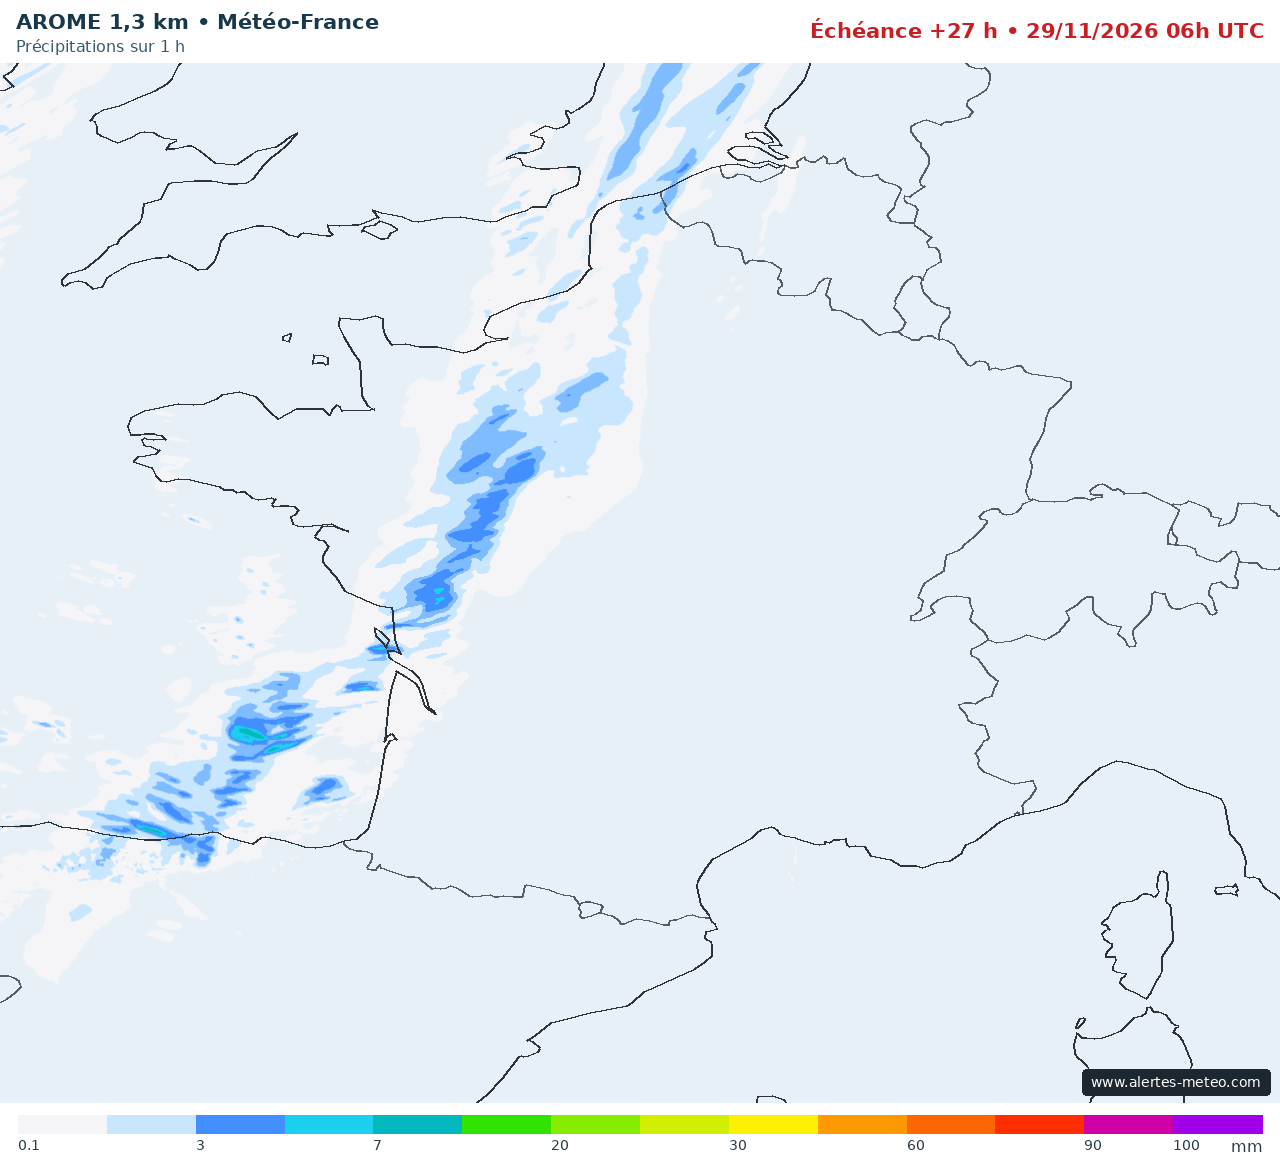 AROME 1,3 km • Météo-France
Précipitations sur 1 h
Échéance +27 h • 29/11/2026 06h UTC
www.alertes-meteo.com
0.1 3 7 20 30 60 90 100 mm